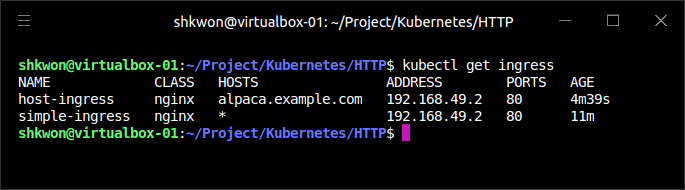 shkwon@virtualbox-01: ~/Project/Kubernetes/HTTP
shkwon@virtualbox-01:~/Project/Kubernetes/HTTP$ kubectl get ingress
NAME             CLASS   HOSTS                ADDRESS        PORTS   AGE
host-ingress     nginx   alpaca.example.com   192.168.49.2   80      4m39s
simple-ingress   nginx   *                    192.168.49.2   80      11m
shkwon@virtualbox-01:~/Project/Kubernetes/HTTP$